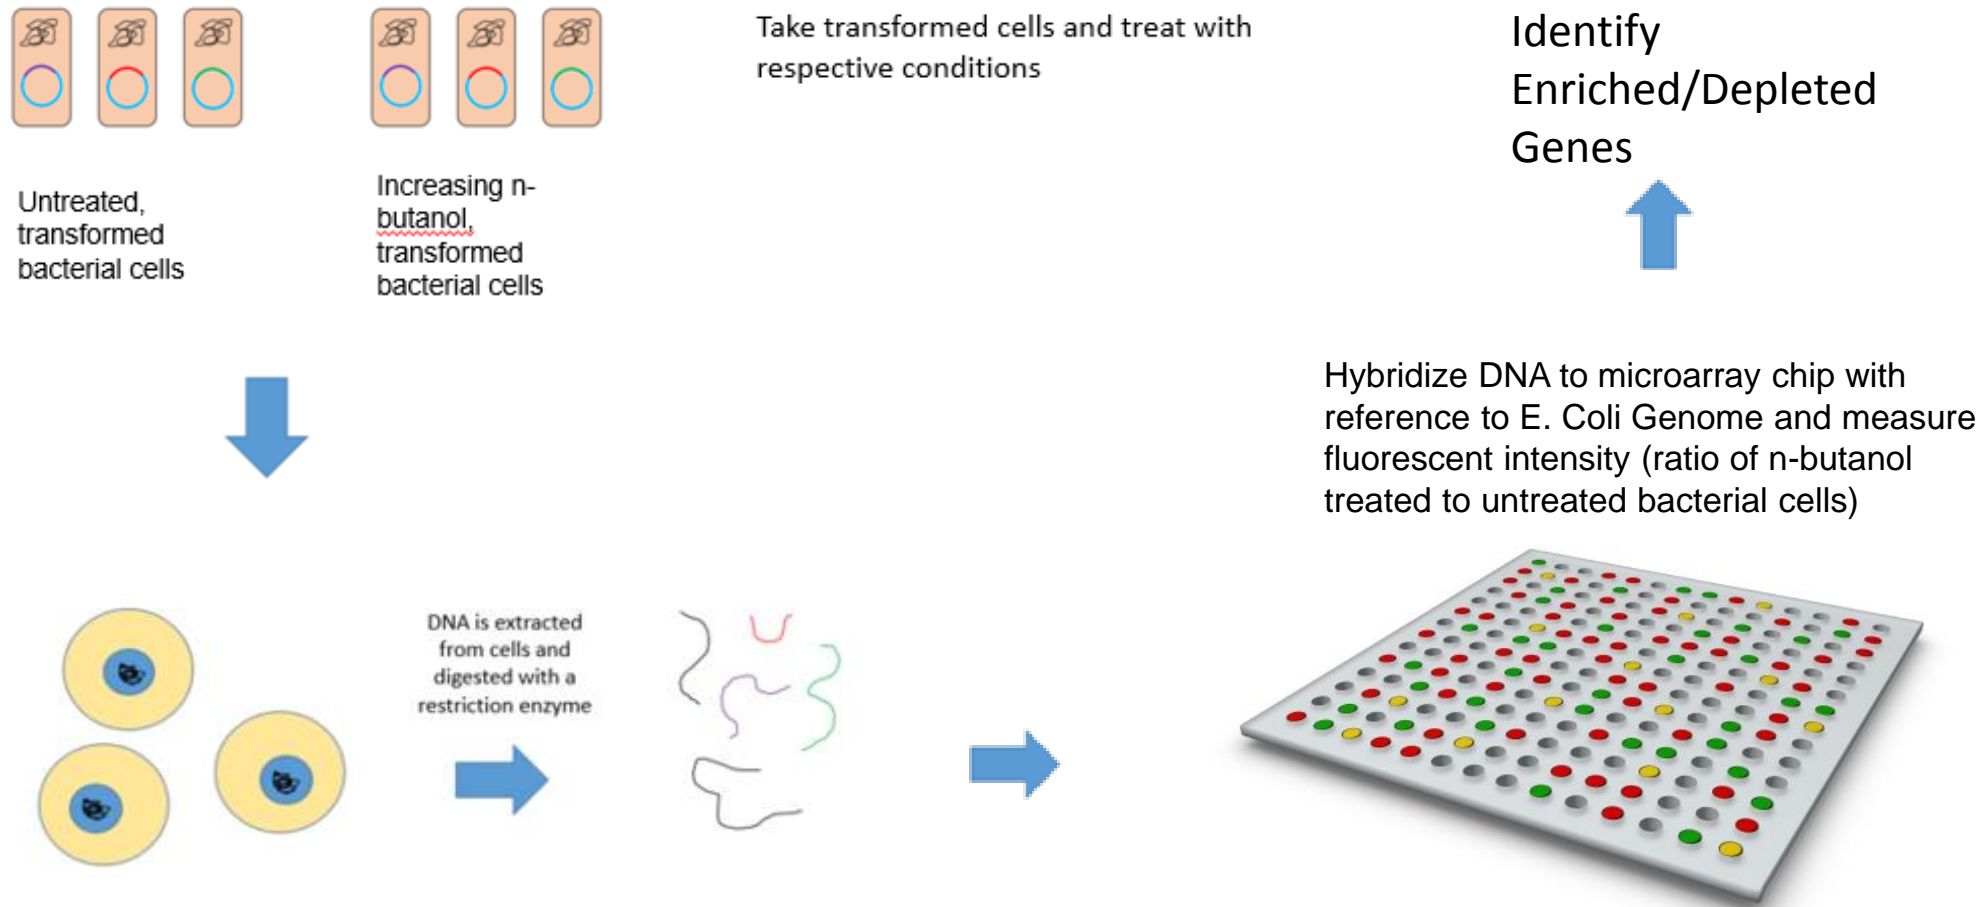 Take transformed cells and treat with
respective conditions
Identify
Enriched/Depleted
Genes
Untreated,
transformed
bacterial cells
Increasing n-
butanol,
transformed
bacterial cells
Hybridize DNA to microarray chip with
reference to E. Coli Genome and measure
fluorescent intensity (ratio of n-butanol
treated to untreated bacterial cells)
DNA is extracted
from cells and
digested with a
restriction enzyme